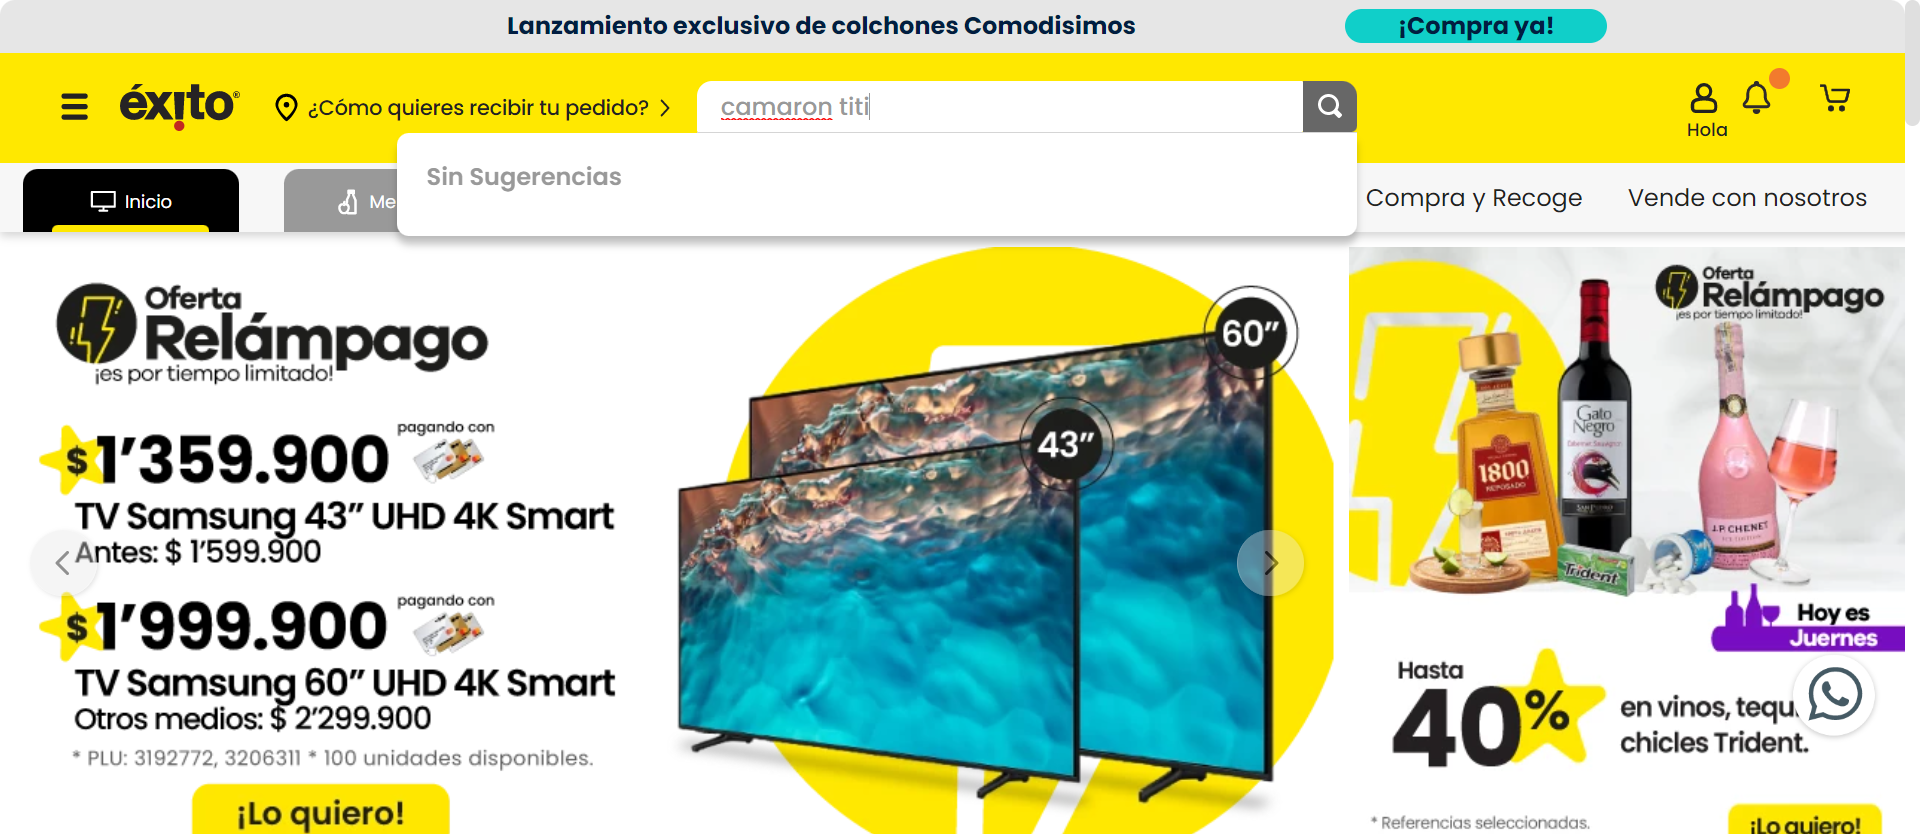 Lanzamiento exclusivo de colchones Comodisimos
¡Compra ya!
éxito
¿Cómo quieres recibir tu pedido?
camaron titi
Hola
Sin Sugerencias
Inicio
Me
Compra y Recoge
Vende con nosotros
Oferta
Relámpago
¡es por tiempo limitado!
$ 1’359.900
pagando con
TV Samsung 43” UHD 4K Smart
Antes: $ 1’599.900
$ 1’999.900
pagando con
TV Samsung 60” UHD 4K Smart
Otros medios: $ 2’299.900
* PLU: 3192772, 3206311 * 100 unidades disponibles.
¡Lo quiero!
60”
43”
Oferta
Relámpago
¡es por tiempo limitado!
1800
REPOSADO
Gato
Negro
Cabernet Sauvignon
SAN PEDRO
J.P. CHENET
Trident
Hoy es
Juernes
Hasta
40%
en vinos, tequ
chicles Trident.
* Referencias seleccionadas.
¡Lo quiero!